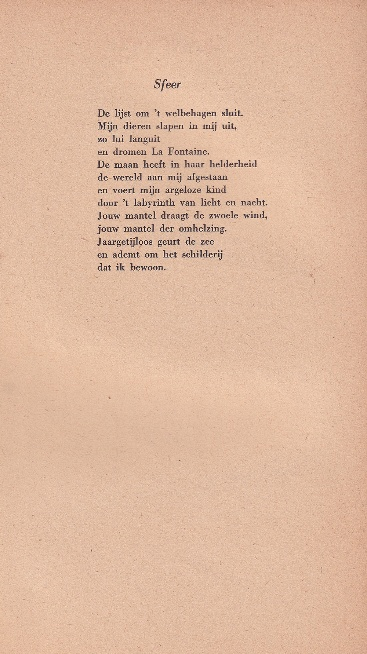 Sfeer
De lijst om 't welbehagen sluit.
Mijn dieren slapen in mij uit,
zo lui languit
en dromen La Fontaine.
De maan heeft in haar helderheid
de wereld aan mij afgestaan
en voert mijn argeloze kind
door 't labyrinth van licht en nacht.
Jouw mantel draagt de zwoele wind,
jouw mantel der omhelzing.
Jaargetijloos geurt de zee
en ademt om het schilderij
dat ik bewoon.